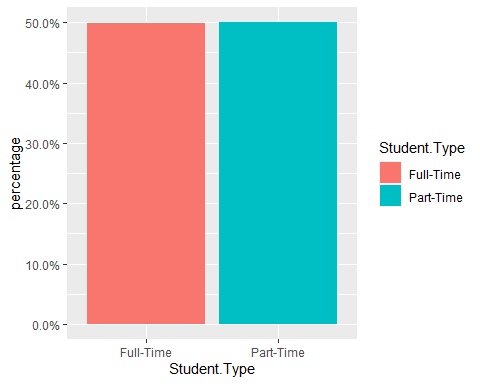 50.0%
40.0%
30.0%
20.0%
10.0%
0.0%
percentage
Full-Time
Part-Time
Student.Type
Student.Type
Full-Time
Part-Time